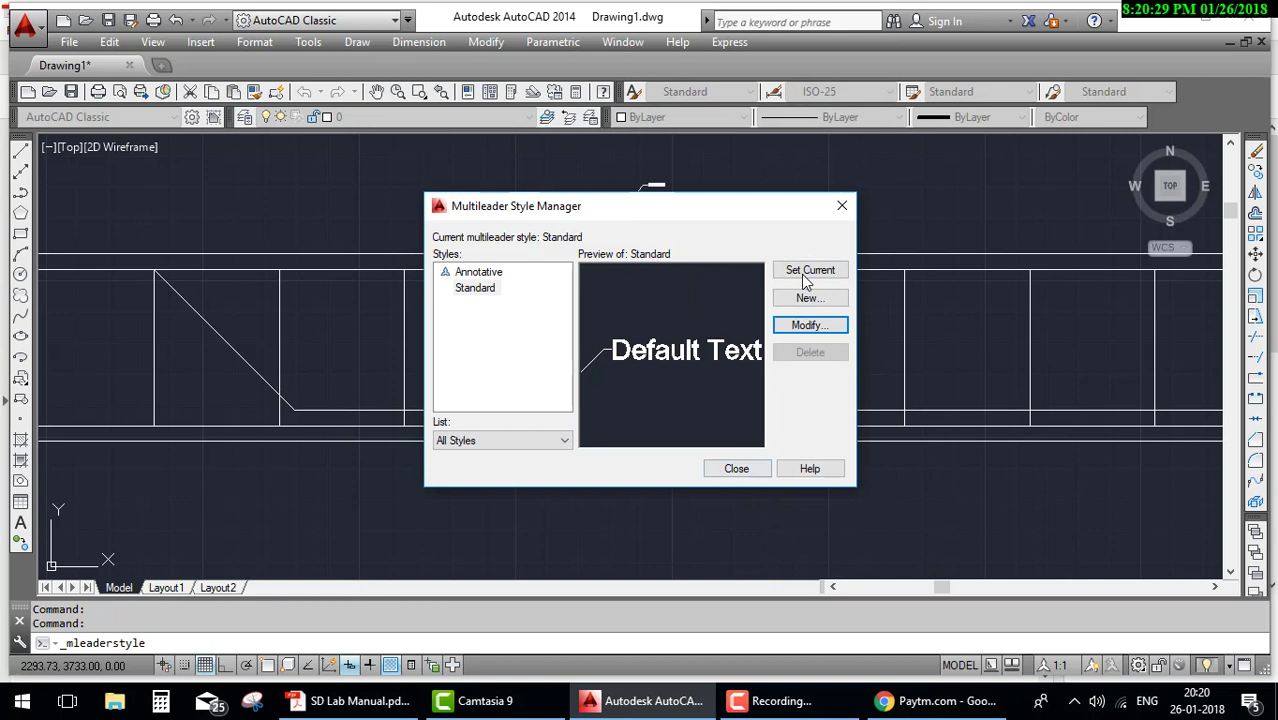 8:20:29 PM 01/26/2018
AutoCAD Classic
Autodesk AutoCAD 2014 Drawing1.dwg
Type a keyword or phrase
Sign In
File Edit View Insert Format Tools Draw Dimension Modify Parametric Window Help Express
Drawing1*
Standard ISO-25 Standard Standard
AutoCAD Classic 0 ByLayer ByLayer ByLayer ByColor
[−][Top][2D Wireframe]
N
W TOP E
S
WCS
Multileader Style Manager
Current multileader style: Standard
Styles: Preview of: Standard
Annotative
Standard
Default Text
Set Current
New...
Modify...
Delete
List:
All Styles
Close Help
Y
X
Model Layout1 Layout2
Command:
Command:
_mleaderstyle
2293.73, 3733.00, 0.00 MODEL 1:1
25 SD Lab Manual.pd... Camtasia 9 Autodesk AutoCA... Recording... Paytm.com - Goo... ENG 20:20 26-01-2018 5